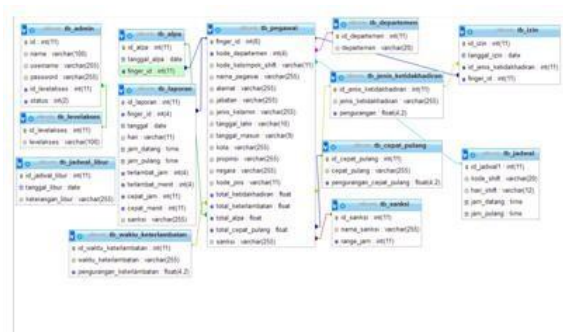 tb_admin
id int(11)
nama varchar(100)
username varchar(255)
password varchar(255)
id_levelakses int(11)
status int(2)
tb_levelakses
id_levelakses int(11)
levelakses varchar(100)
tb_jadwal_libur
id_jadwal_libur int(11)
tanggal_libur date
keterangan_libur varchar(255)
tb_alpa
id_alpa int(11)
tanggal_alpa date
finger_id int(11)
tb_laporan
id_laporan int(11)
finger_id int(4)
tanggal date
hari varchar(11)
jam_datang time
jam_pulang time
terlambat_jam int(4)
terlambat_menit int(4)
cepat_jam int(11)
cepat_menit int(11)
sanksi varchar(255)
tb_waktu_keterlambatan
id_waktu_keterlambatan int(11)
waktu_keterlambatan varchar(255)
pengurangan_keterlambatan float(4,2)
tb_pegawai
finger_id int(6)
kode_departemen int(4)
kode_kelompok_shift varchar(11)
nama_pegawai varchar(255)
alamat varchar(255)
jabatan varchar(255)
jenis_kelamin varchar(255)
tanggal_lahir varchar(10)
tanggal_masuk varchar(9)
kota varchar(255)
propinsi varchar(255)
negara varchar(255)
kode_pos varchar(11)
total_ketidakhadiran float
total_keterlambatan float
total_alpa float
total_cepat_pulang float
sanksi varchar(255)
tb_departemen
id_departemen int(11)
departemen varchar(20)
tb_jenis_ketidakhadiran
id_jenis_ketidakhadiran int(11)
jenis_ketidakhadiran varchar(255)
pengurangan float(4,2)
tb_cepat_pulang
id_cepat_pulang int(11)
cepat_pulang varchar(255)
pengurangan_cepat_pulang float(4,2)
tb_sanksi
id_sanksi int(11)
nama_sanksi varchar(255)
range_jam int(11)
tb_izin
id_izin int(11)
tanggal_izin date
id_jenis_ketidakhadiran int(11)
finger_id int(11)
tb_jadwal
id_jadwal1 int(11)
kode_shift varchar(20)
hari_shift varchar(12)
jam_datang time
jam_pulang time